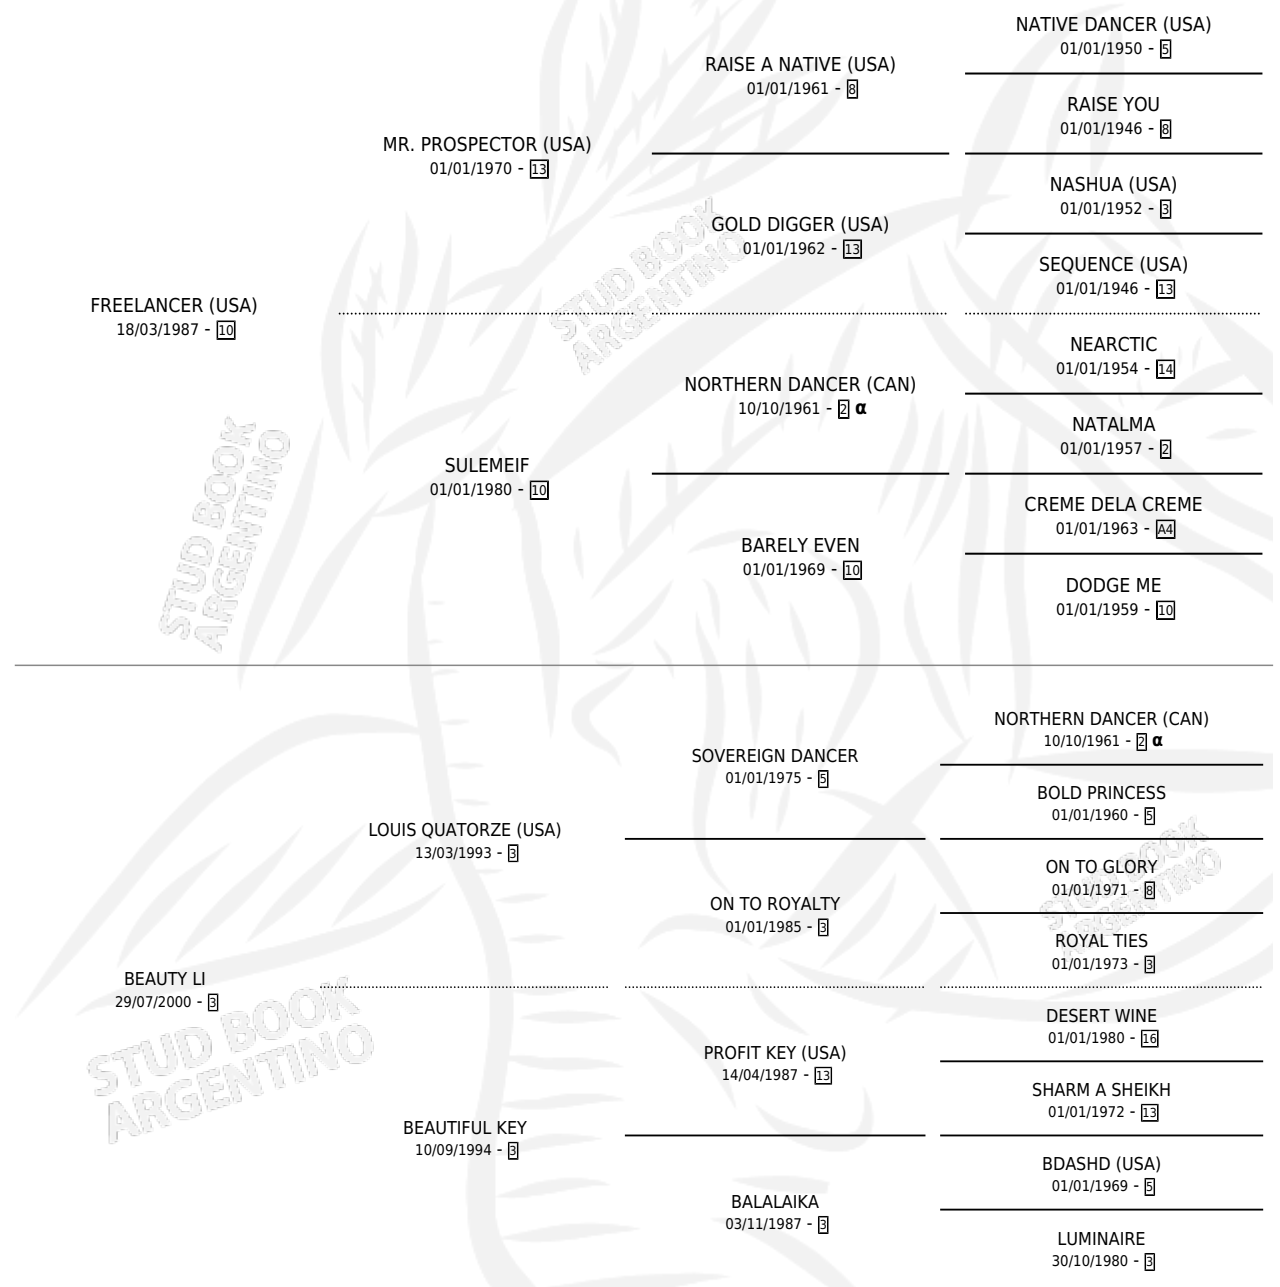 NATIVE DANCER (USA)
01/01/1950 - 5
RAISE A NATIVE (USA)
01/01/1961 - 8
RAISE YOU
01/01/1946 - 8
MR. PROSPECTOR (USA)
01/01/1970 - 13
NASHUA (USA)
01/01/1952 - 3
GOLD DIGGER (USA)
01/01/1962 - 13
SEQUENCE (USA)
01/01/1946 - 13
FREELANCER (USA)
18/03/1987 - 10
NEARCTIC
01/01/1954 - 14
NORTHERN DANCER (CAN)
10/10/1961 - 2 α
NATALMA
01/01/1957 - 2
SULEMEIF
01/01/1980 - 10
CREME DELA CREME
01/01/1963 - A4
BARELY EVEN
01/01/1969 - 10
DODGE ME
01/01/1959 - 10
NORTHERN DANCER (CAN)
10/10/1961 - 2 α
SOVEREIGN DANCER
01/01/1975 - 5
BOLD PRINCESS
01/01/1960 - 5
LOUIS QUATORZE (USA)
13/03/1993 - 3
ON TO GLORY
01/01/1971 - 8
ON TO ROYALTY
01/01/1985 - 3
ROYAL TIES
01/01/1973 - 3
BEAUTY LI
29/07/2000 - 3
DESERT WINE
01/01/1980 - 16
PROFIT KEY (USA)
14/04/1987 - 13
SHARM A SHEIKH
01/01/1972 - 13
BEAUTIFUL KEY
10/09/1994 - 3
BDASHD (USA)
01/01/1969 - 5
BALALAIKA
03/11/1987 - 3
LUMINAIRE
30/10/1980 - 3
STUD BOOK
ARGENTINO
STUD BOOK
ARGENTINO
STUD BOOK
ARGENTINO
STUD BOOK
ARGENTINO